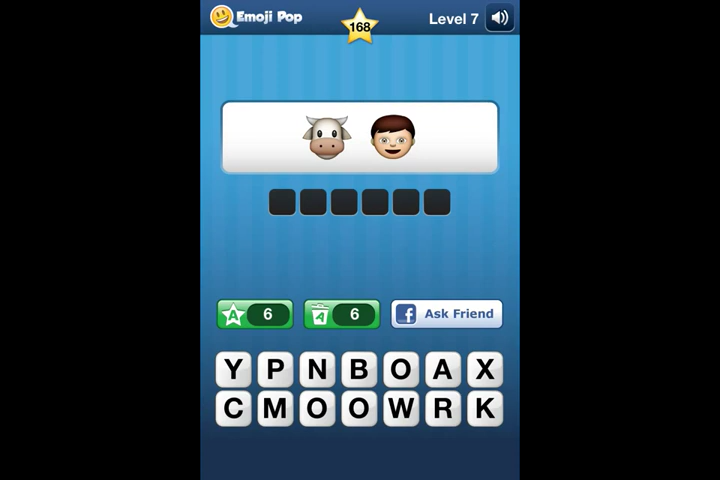 Emoji Pop
168
Level 7
A 6
A 6
f Ask Friend
Y P N B O A X
C M O O W R K